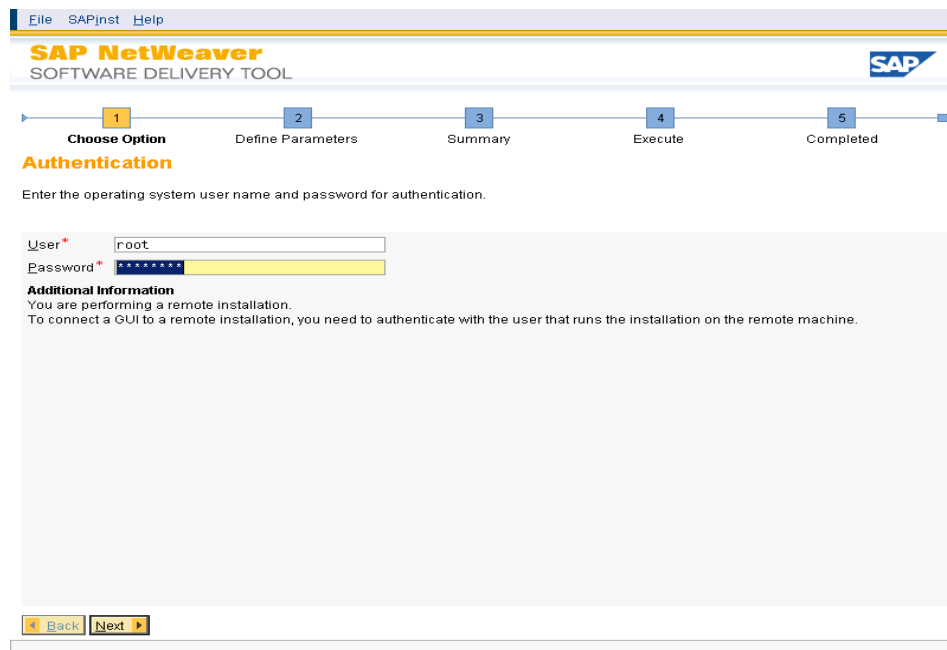 File SAPinst Help
SAP NetWeaver
SOFTWARE DELIVERY TOOL
SAP
1 2 3 4 5
Choose Option Define Parameters Summary Execute Completed
Authentication
Enter the operating system user name and password for authentication.
User* root
Password* ********
Additional Information
You are performing a remote installation.
To connect a GUI to a remote installation, you need to authenticate with the user that runs the installation on the remote machine.
Back Next